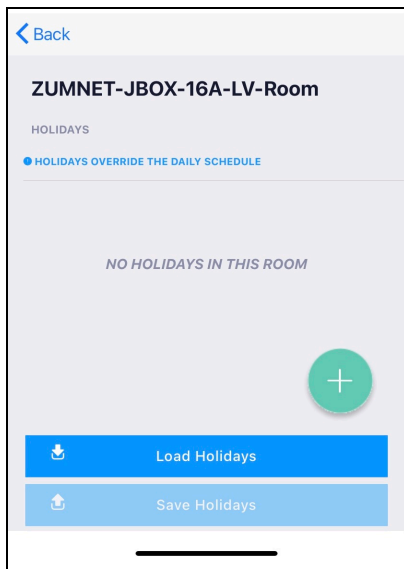 Back
ZUMNET-JBOX-16A-LV-Room
HOLIDAYS
HOLIDAYS OVERRIDE THE DAILY SCHEDULE
NO HOLIDAYS IN THIS ROOM
Load Holidays
Save Holidays